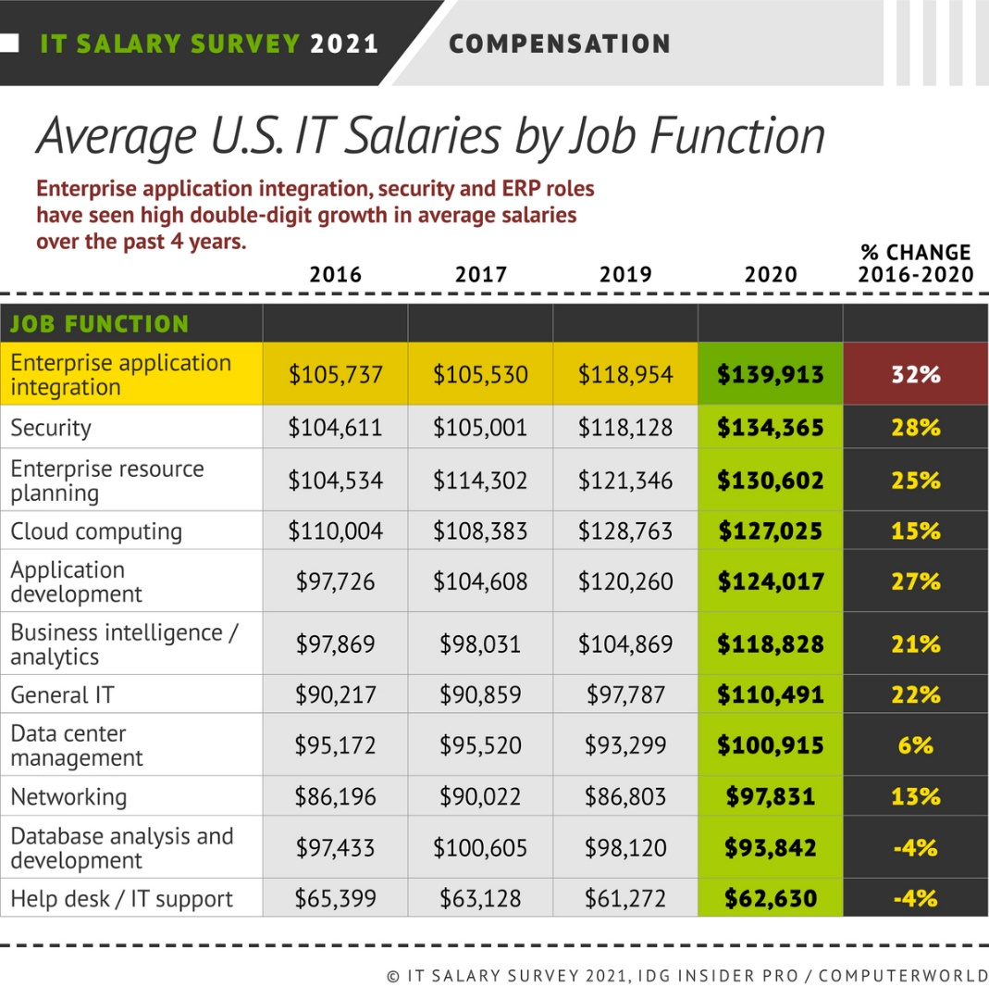 IT SALARY SURVEY 2021 COMPENSATION
Average U.S. IT Salaries by Job Function
Enterprise application integration, security and ERP roles
have seen high double-digit growth in average salaries
over the past 4 years.
2016 2017 2019 2020 % CHANGE
2016-2020
JOB FUNCTION
Enterprise application
integration $105,737 $105,530 $118,954 $139,913 32%
Security $104,611 $105,001 $118,128 $134,365 28%
Enterprise resource
planning $104,534 $114,302 $121,346 $130,602 25%
Cloud computing $110,004 $108,383 $128,763 $127,025 15%
Application
development $97,726 $104,608 $120,260 $124,017 27%
Business intelligence /
analytics $97,869 $98,031 $104,869 $118,828 21%
General IT $90,217 $90,859 $97,787 $110,491 22%
Data center
management $95,172 $95,520 $93,299 $100,915 6%
Networking $86,196 $90,022 $86,803 $97,831 13%
Database analysis and
development $97,433 $100,605 $98,120 $93,842 -4%
Help desk / IT support $65,399 $63,128 $61,272 $62,630 -4%
© IT SALARY SURVEY 2021, IDG INSIDER PRO / COMPUTERWORLD